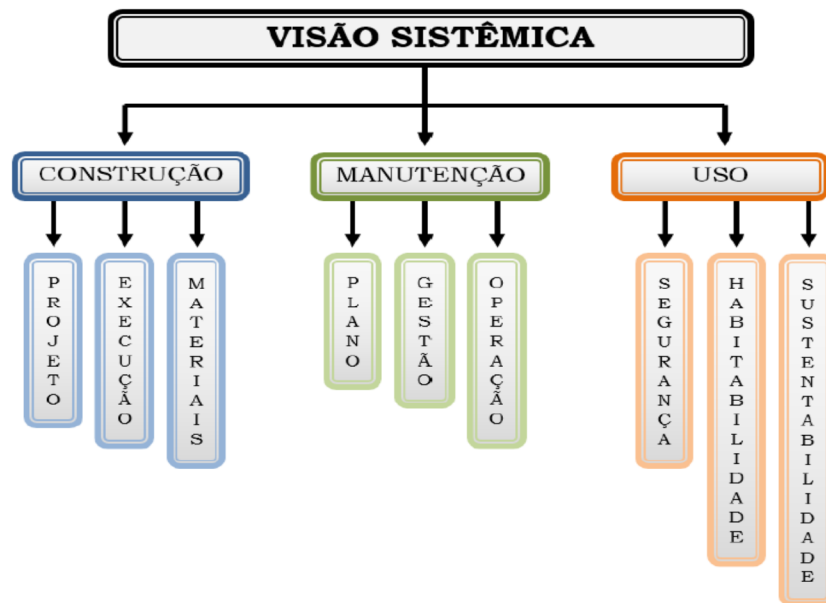 VISÃO SISTÊMICA
CONSTRUÇÃO
MANUTENÇÃO
USO
PROJETO
EXECUÇÃO
MATERIAIS
PLANO
GESTÃO
OPERAÇÃO
SEGURANÇA
HABITABILIDADE
SUSTENTABILIDADE